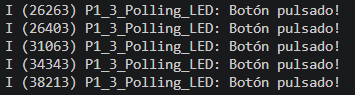 I (26263) P1_3_Polling_LED: Botón pulsado!
I (26403) P1_3_Polling_LED: Botón pulsado!
I (31063) P1_3_Polling_LED: Botón pulsado!
I (34343) P1_3_Polling_LED: Botón pulsado!
I (38213) P1_3_Polling_LED: Botón pulsado!